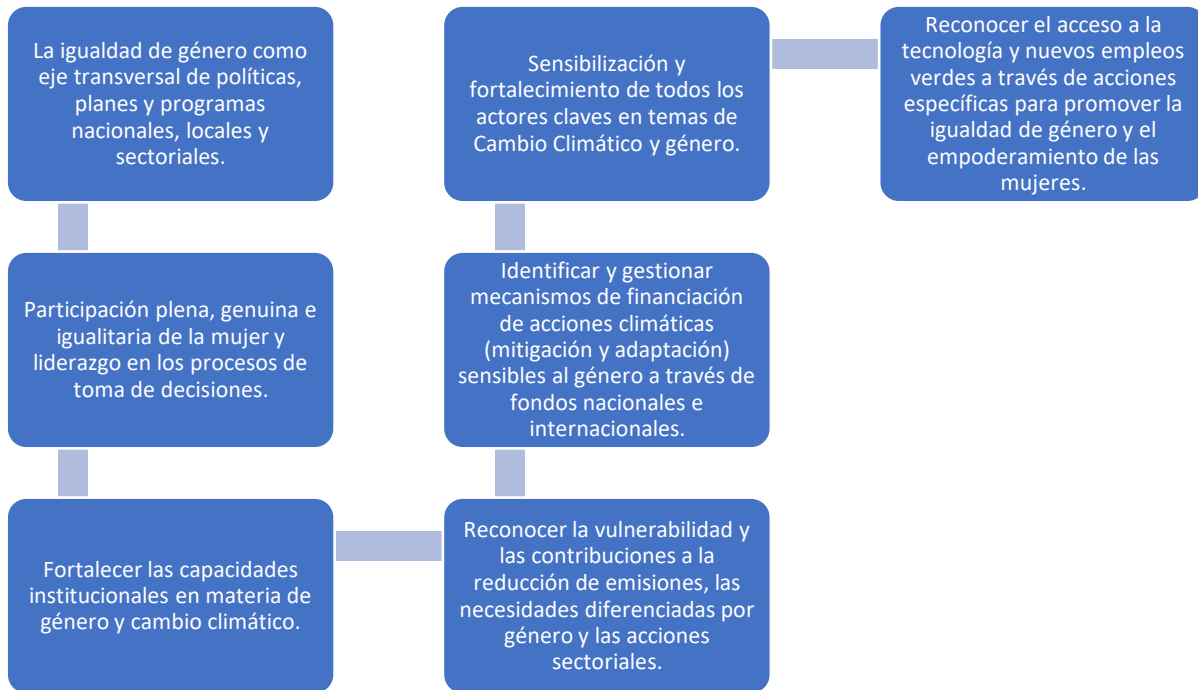 La igualdad de género como
eje transversal de políticas,
planes y programas
nacionales, locales y
sectoriales.
Participación plena, genuina e
igualitaria de la mujer y
liderazgo en los procesos de
toma de decisiones.
Fortalecer las capacidades
institucionales en materia de
género y cambio climático.
Reconocer la vulnerabilidad y
las contribuciones a la
reducción de emisiones, las
necesidades diferenciadas por
género y las acciones
sectoriales.
Identificar y gestionar
mecanismos de financiación
de acciones climáticas
(mitigación y adaptación)
sensibles al género a través de
fondos nacionales e
internacionales.
Sensibilización y
fortalecimiento de todos los
actores claves en temas de
Cambio Climático y género.
Reconocer el acceso a la
tecnología y nuevos empleos
verdes a través de acciones
específicas para promover la
igualdad de género y el
empoderamiento de las
mujeres.